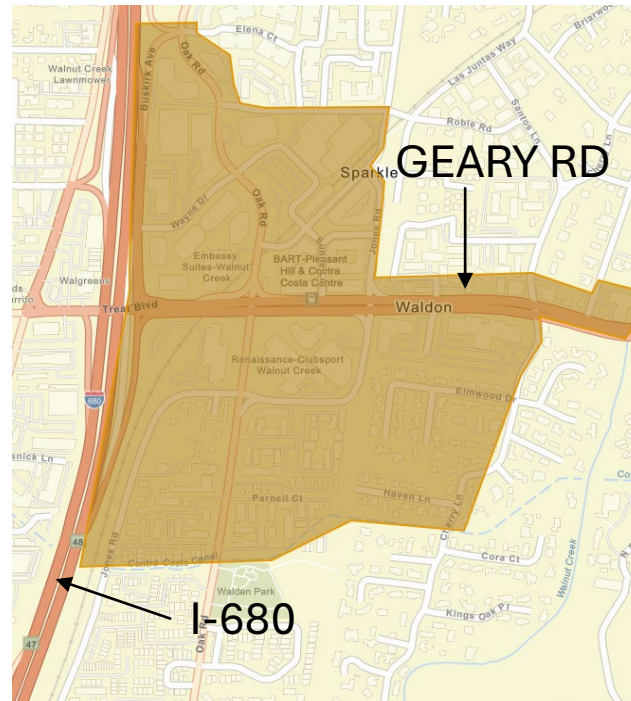 Walnut Creek
Lawnmower
Buskirk Ave
Oak Rd
Elena Ct
Las Juntas Way
Santos Ln
Roble Rd
Sparkle
GEARY RD
Wayne Dr
Oak Rd
Jones Rd
Embassy
Suites-Walnut
Creek
BART-Pleasant
Hill & Contra
Costa Centre
Walgreens
Treat Blvd
Waldon
Renaissance-Clubsport
Walnut Creek
Elmwood Dr
680
Parnell Ct
Haven Ln
Cherry Ln
48
Jones Rd
Contra Costa Canal
Cora Ct
Walnut Creek
Walden Park
Kings Oak Pl
I-680
Oak Rd
47